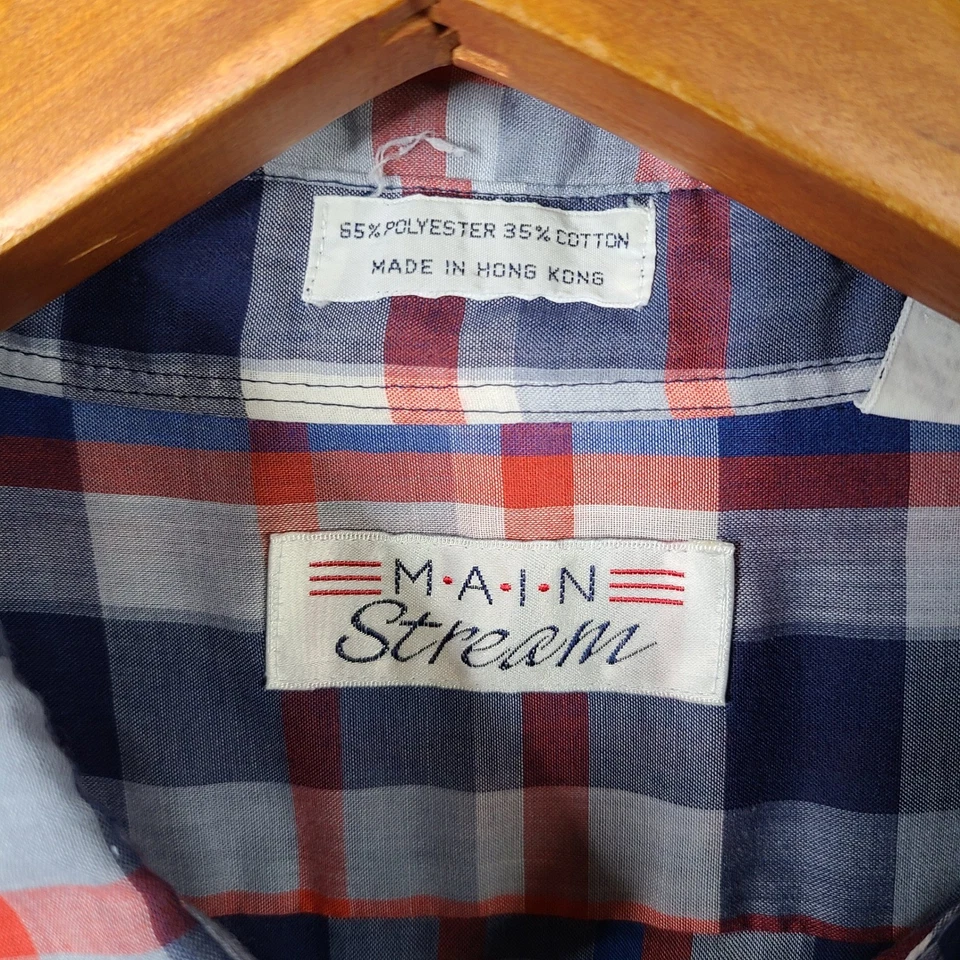 65% POLYESTER 35% COTTON
MADE IN HONG KONG
M·A·I·N
Stream